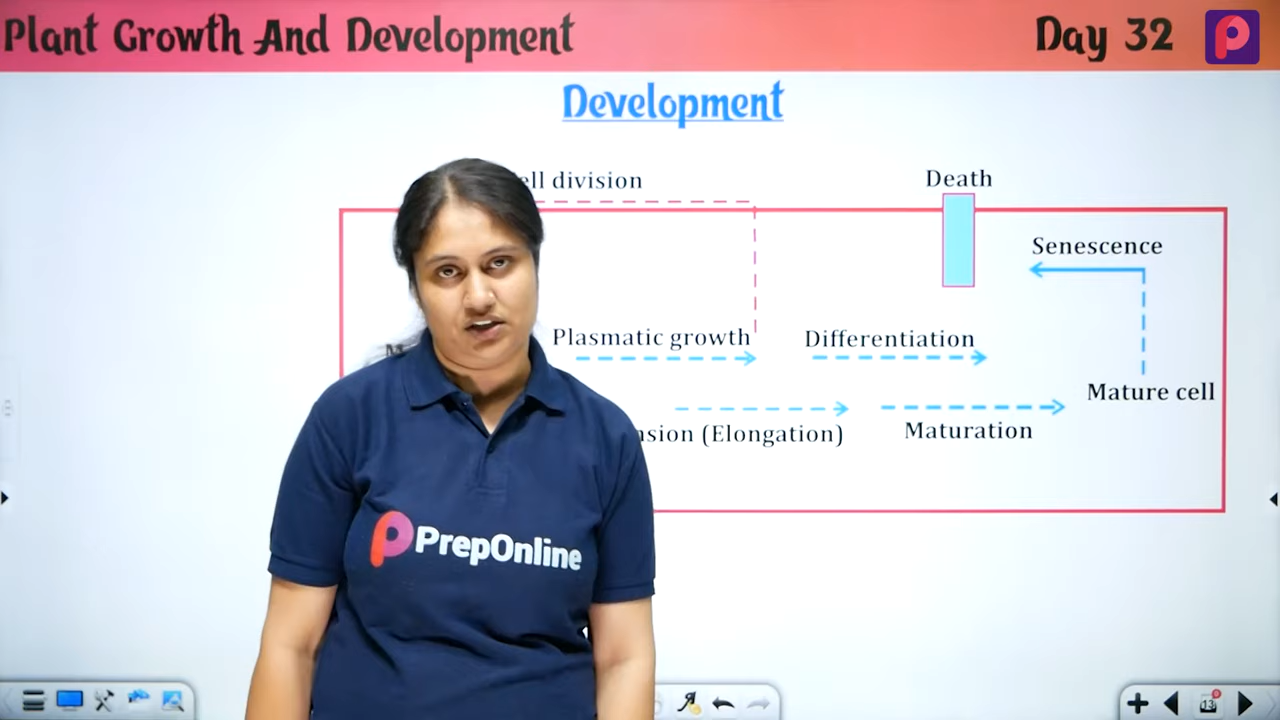 Plant Growth And Development
Day 32
Development
ell division
Death
Senescence
Plasmatic growth
Differentiation
Mature cell
nsion (Elongation)
Maturation
PrepOnline
13